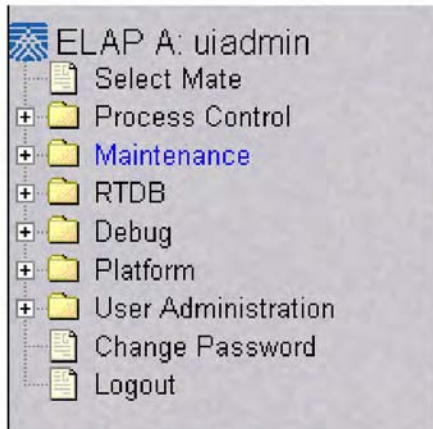 ELAP A: uiadmin
Select Mate
Process Control
Maintenance
RTDB
Debug
Platform
User Administration
Change Password
Logout